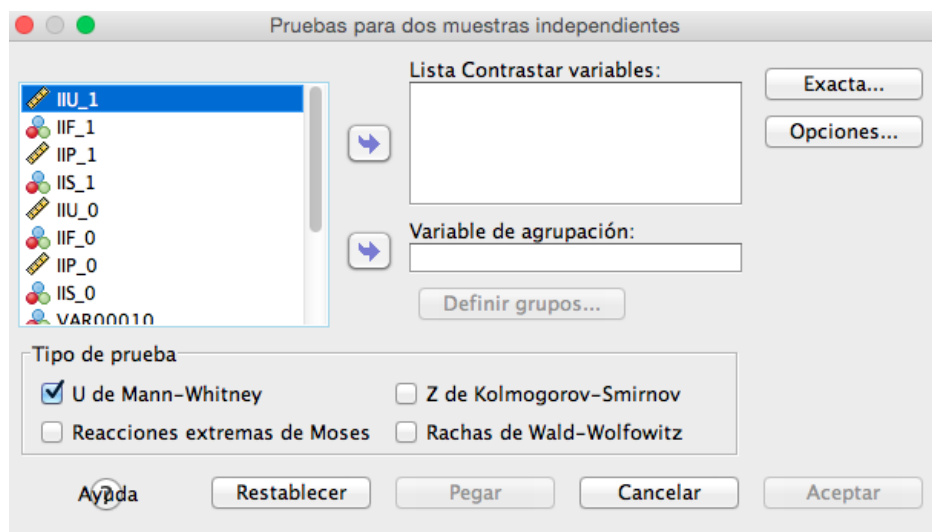 Pruebas para dos muestras independientes
IIU_1
IIF_1
IIP_1
IIS_1
IIU_0
IIF_0
IIP_0
IIS_0
VAR00010
Lista Contrastar variables:
Variable de agrupación:
Definir grupos...
Exacta...
Opciones...
Tipo de prueba
U de Mann-Whitney
Z de Kolmogorov-Smirnov
Reacciones extremas de Moses
Rachas de Wald-Wolfowitz
Ayuda
Restablecer
Pegar
Cancelar
Aceptar